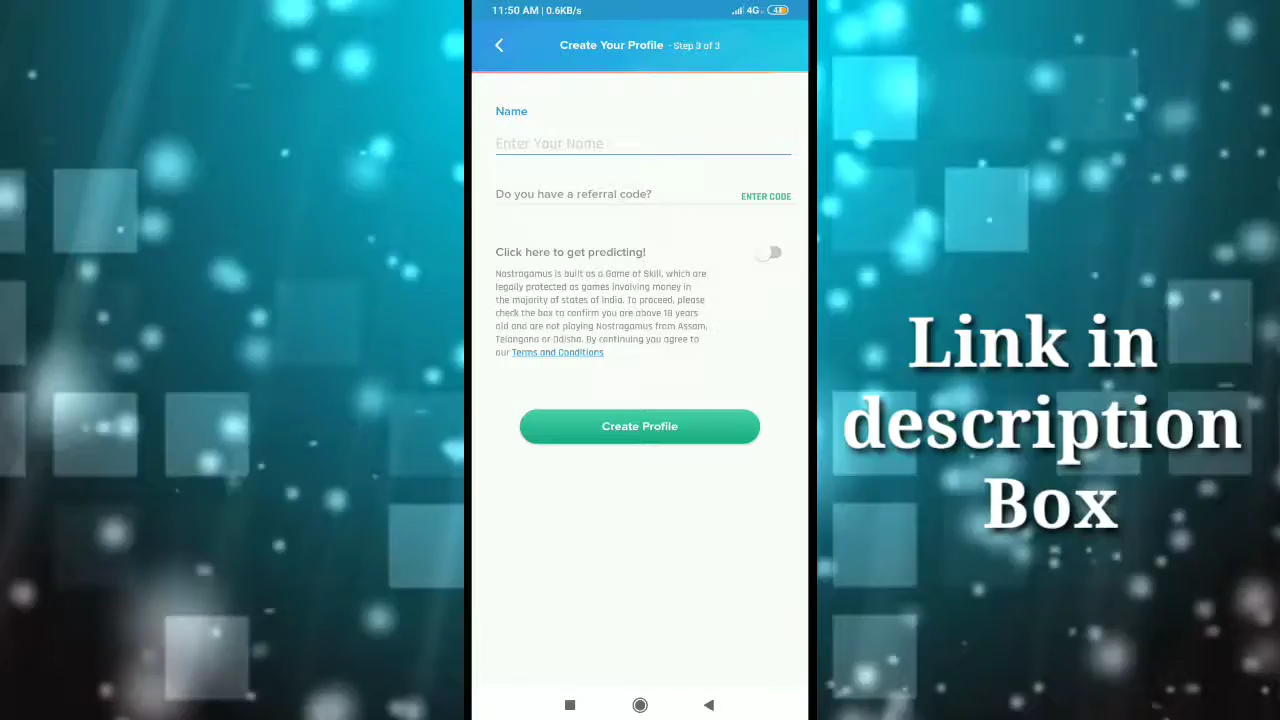 11:50 AM | 0.6KB/s 4G
Create Your Profile - Step 3 of 3
Name
Enter Your Name
Do you have a referral code? ENTER CODE
Click here to get predicting!
Nostragamus is built as a Game of Skill, which are
legally protected as games involving money in
the majority of states of India. To proceed, please
check the box to confirm you are above 18 years
old and are not playing Nostragamus from Assam,
Telangana or Odisha. By continuing you agree to
our Terms and Conditions
Create Profile
Link in
description
Box